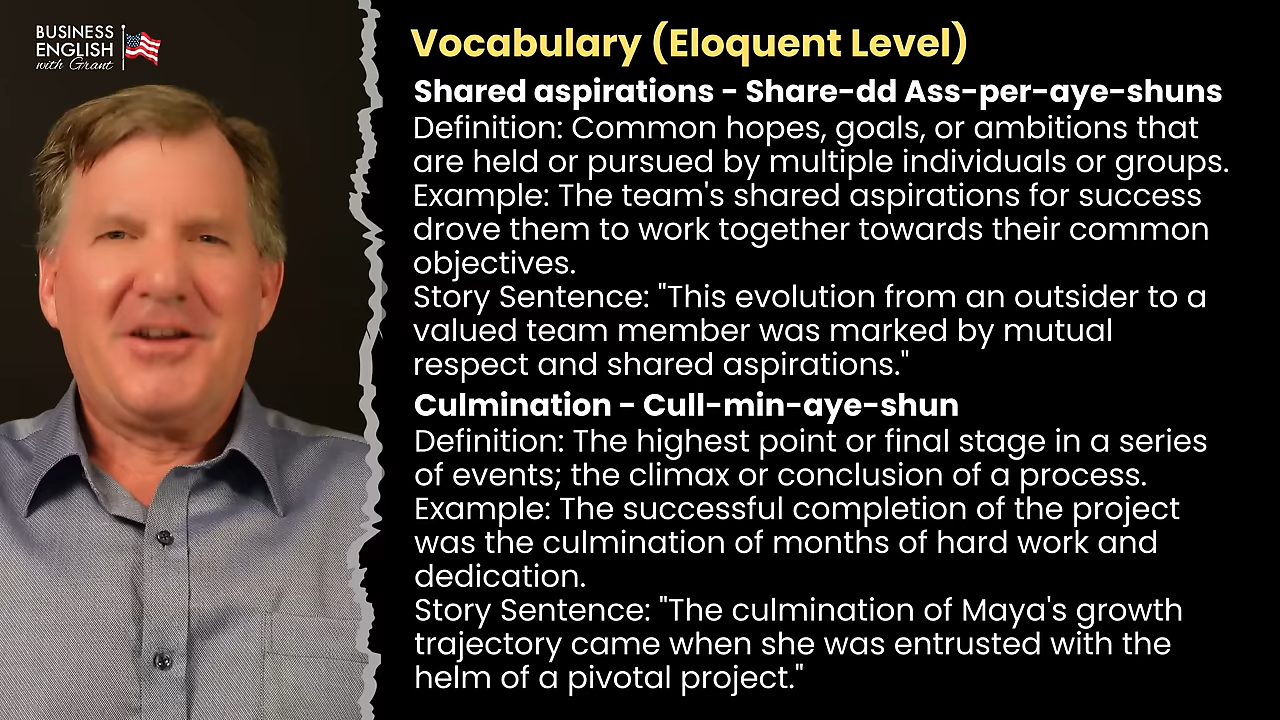 BUSINESS
ENGLISH
with Grant
Vocabulary (Eloquent Level)
Shared aspirations - Share-dd Ass-per-aye-shuns
Definition: Common hopes, goals, or ambitions that
are held or pursued by multiple individuals or groups.
Example: The team's shared aspirations for success
drove them to work together towards their common
objectives.
Story Sentence: "This evolution from an outsider to a
valued team member was marked by mutual
respect and shared aspirations."
Culmination - Cull-min-aye-shun
Definition: The highest point or final stage in a series
of events; the climax or conclusion of a process.
Example: The successful completion of the project
was the culmination of months of hard work and
dedication.
Story Sentence: "The culmination of Maya's growth
trajectory came when she was entrusted with the
helm of a pivotal project."